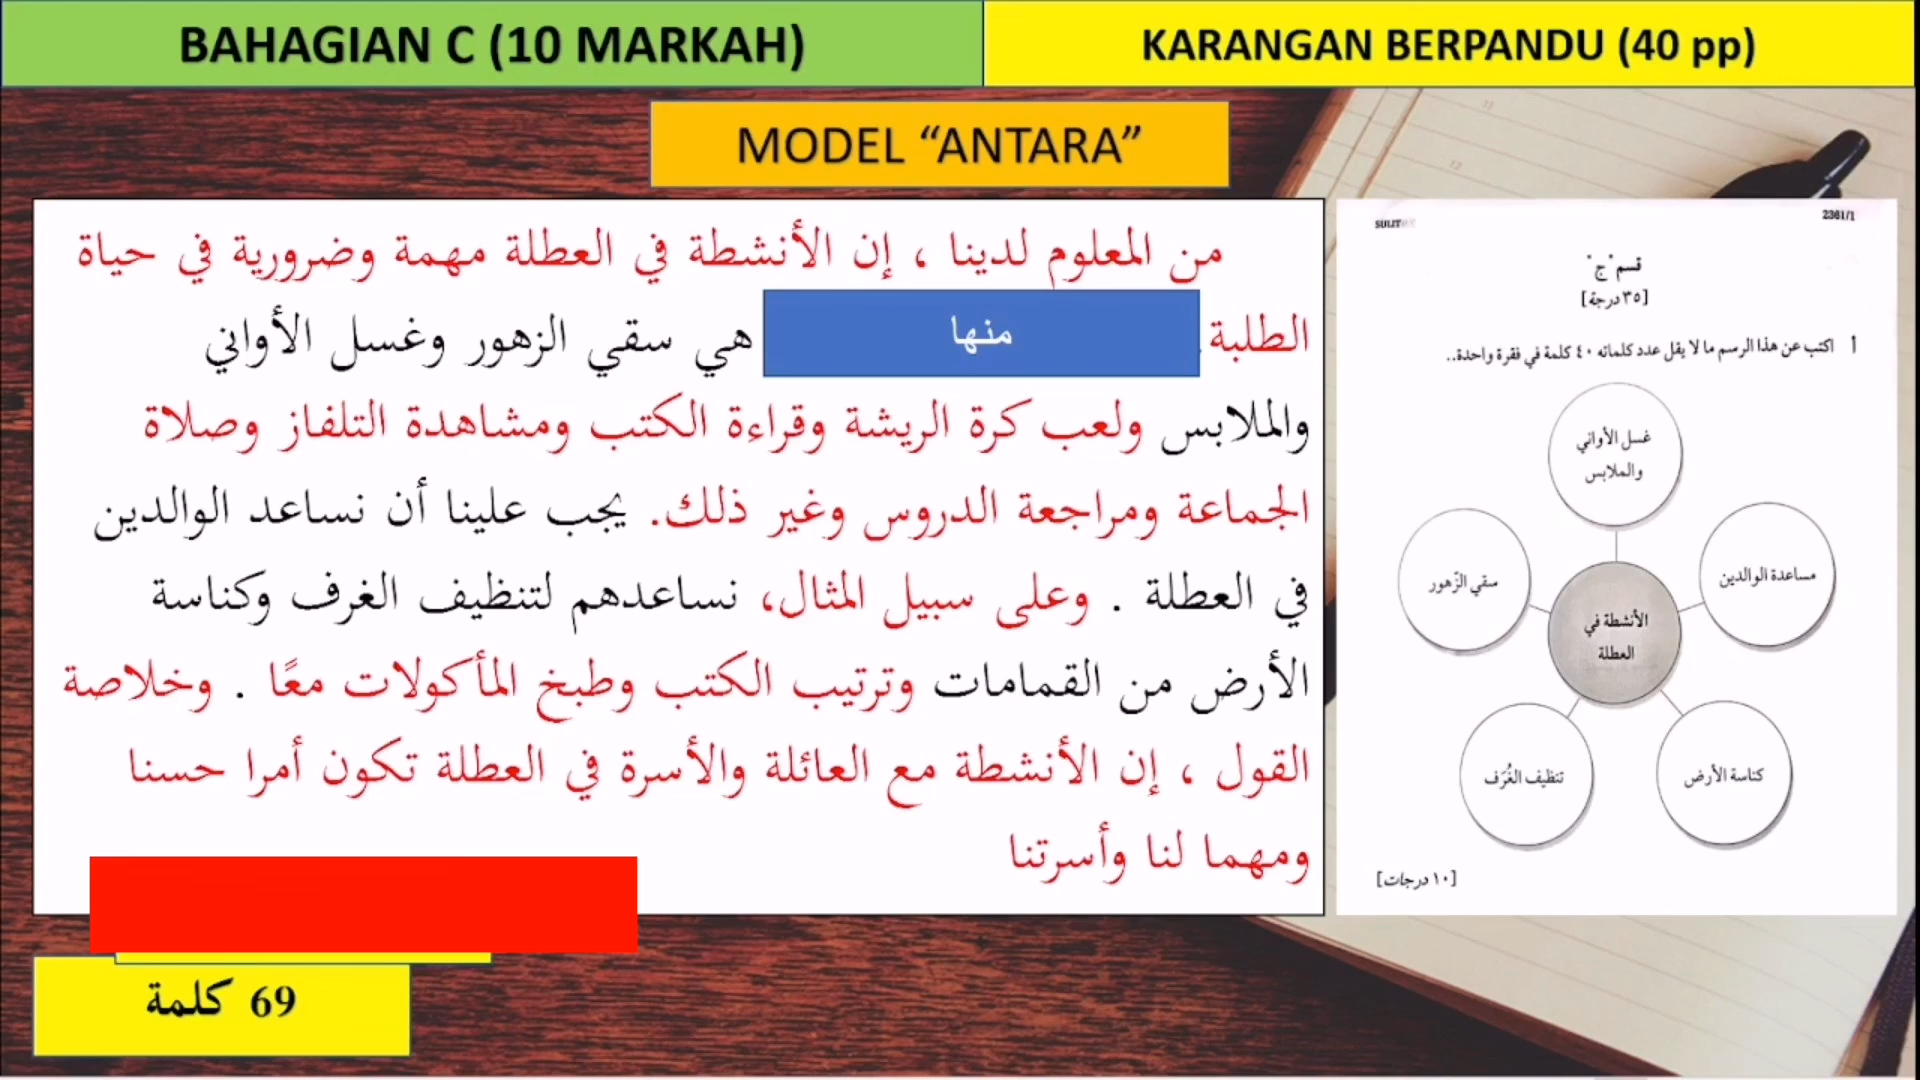 BAHAGIAN C (10 MARKAH)
KARANGAN BERPANDU (40 pp)
MODEL “ANTARA”
من المعلوم لدينا ، إن الأنشطة في العطلة مهمة وضرورية في حياة
الطلبة منها هي سقي الزهور وغسل الأواني
والملابس ولعب كرة الريشة وقراءة الكتب ومشاهدة التلفاز وصلاة
الجماعة ومراجعة الدروس وغير ذلك. يجب علينا أن نساعد الوالدين
في العطلة . وعلى سبيل المثال، نساعدهم لتنظيف الغرف وكناسة
الأرض من القمامات وترتيب الكتب وطبخ المأكولات معًا . وخلاصة
القول ، إن الأنشطة مع العائلة والأسرة في العطلة تكون أمرا حسنا
ومهما لنا وأسرتنا
69 كلمة
SULIT
2361/1
قسم "ج"
[٣٥ درجة]
أ اكتب عن هذا الرسم ما لا يقل عدد كلماته ٤٠ كلمة في فقرة واحدة..
غسل الأواني
والملابس
مساعدة الوالدين
سقي الزّهور
الأنشطة في
العطلة
كناسة الأرض
تنظيف الغُرَف
[١٠ درجات]